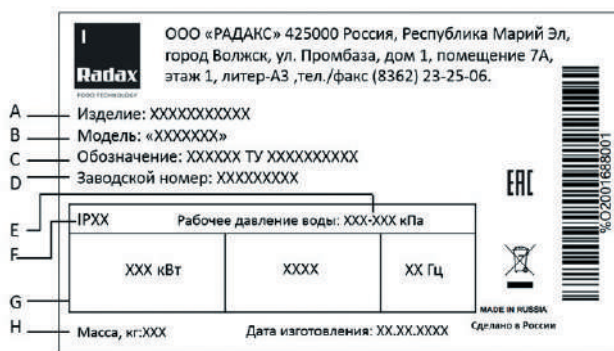 I
Radax
FOOD TECHNOLOGY
ООО «РАДАКС» 425000 Россия, Республика Марий Эл,
город Волжск, ул. Промбаза, дом 1, помещение 7А,
этаж 1, литер-А3 ,тел./факс (8362) 23-25-06.
A
Изделие: XXXXXXXXXXX
B
Модель: «XXXXXXX»
C
Обозначение: XXXXXX ТУ XXXXXXXXXX
D
Заводской номер: XXXXXXXXX
E
F
IPXX
Рабочее давление воды: XXX-XXX кПа
XXX кВт
XXXX
XX Гц
G
H
Масса, кг:XXX
Дата изготовления: XX.XX.XXXX
EAC
MADE IN RUSSIA
Сделано в России
%O2001688001